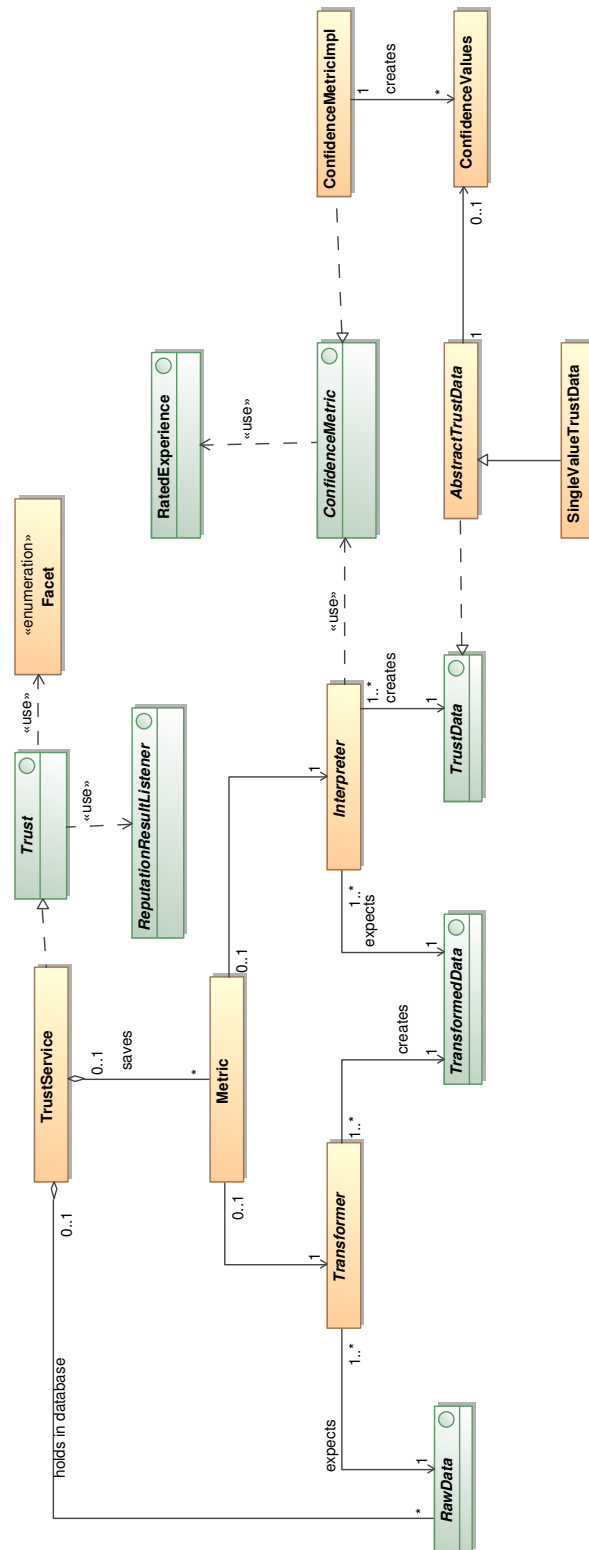 holds in database
0..1
*
TrustService
0..1
saves
*
Trust
«use»
«enumeration»
Facet
«use»
ReputationResultListener
Metric
0..1
1
0..1
1
Transformer
1..*
expects
1
RawData
1..*
creates
1
TransformedData
Interpreter
1..*
expects
1
1..*
creates
1
TrustData
«use»
ConfidenceMetric
«use»
RatedExperience
ConfidenceMetricImpl
1
creates
*
ConfidenceValues
0..1
1
AbstractTrustData
SingleValueTrustData